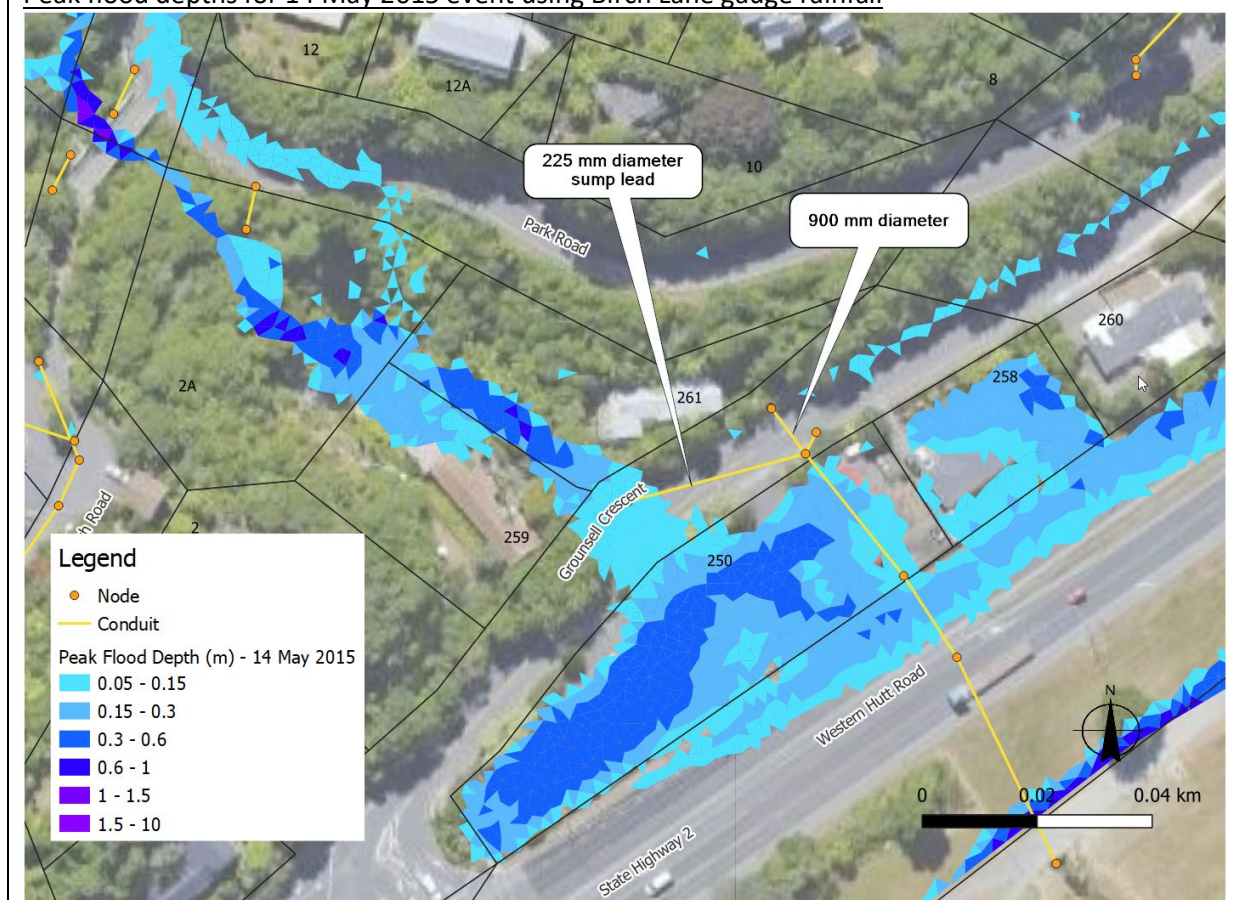 Peak flood depths for 14 May 2015 event using Birch Lane gauge rainfall
12
12A
8
10
225 mm diameter
sump lead
900 mm diameter
Park Road
2A
261
260
258
259
Grounsell Crescent
250
2
Road
Western Hutt Road
State Highway 2
N
0
0.02
0.04 km
Legend
Node
Conduit
Peak Flood Depth (m) - 14 May 2015
0.05 - 0.15
0.15 - 0.3
0.3 - 0.6
0.6 - 1
1 - 1.5
1.5 - 10